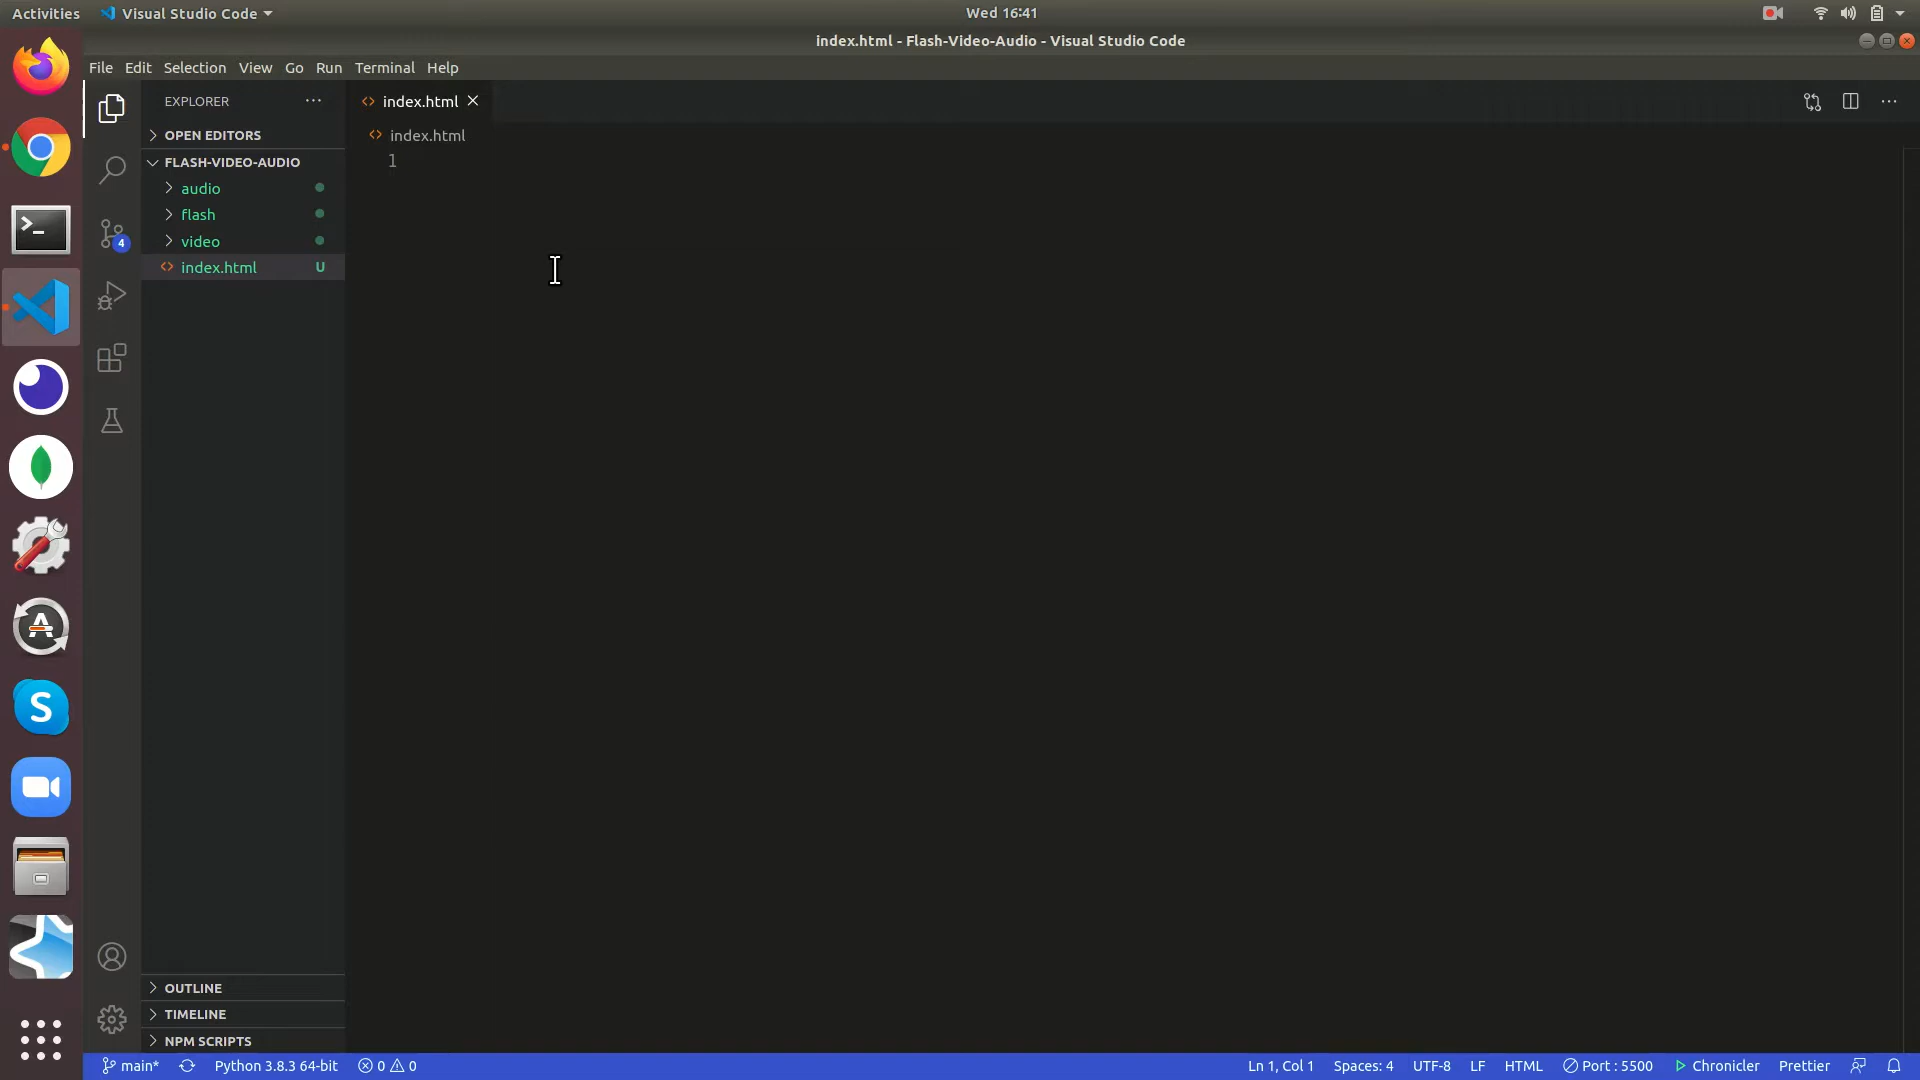 Activities Visual Studio Code Wed 16:41
index.html - Flash-Video-Audio - Visual Studio Code
File Edit Selection View Go Run Terminal Help
EXPLORER ··· index.html
OPEN EDITORS index.html
FLASH-VIDEO-AUDIO 1
audio
flash
4 video
index.html U
A
S
OUTLINE
TIMELINE
NPM SCRIPTS
main* Python 3.8.3 64-bit 0 0 Ln 1, Col 1 Spaces: 4 UTF-8 LF HTML Port : 5500 Chronicler Prettier